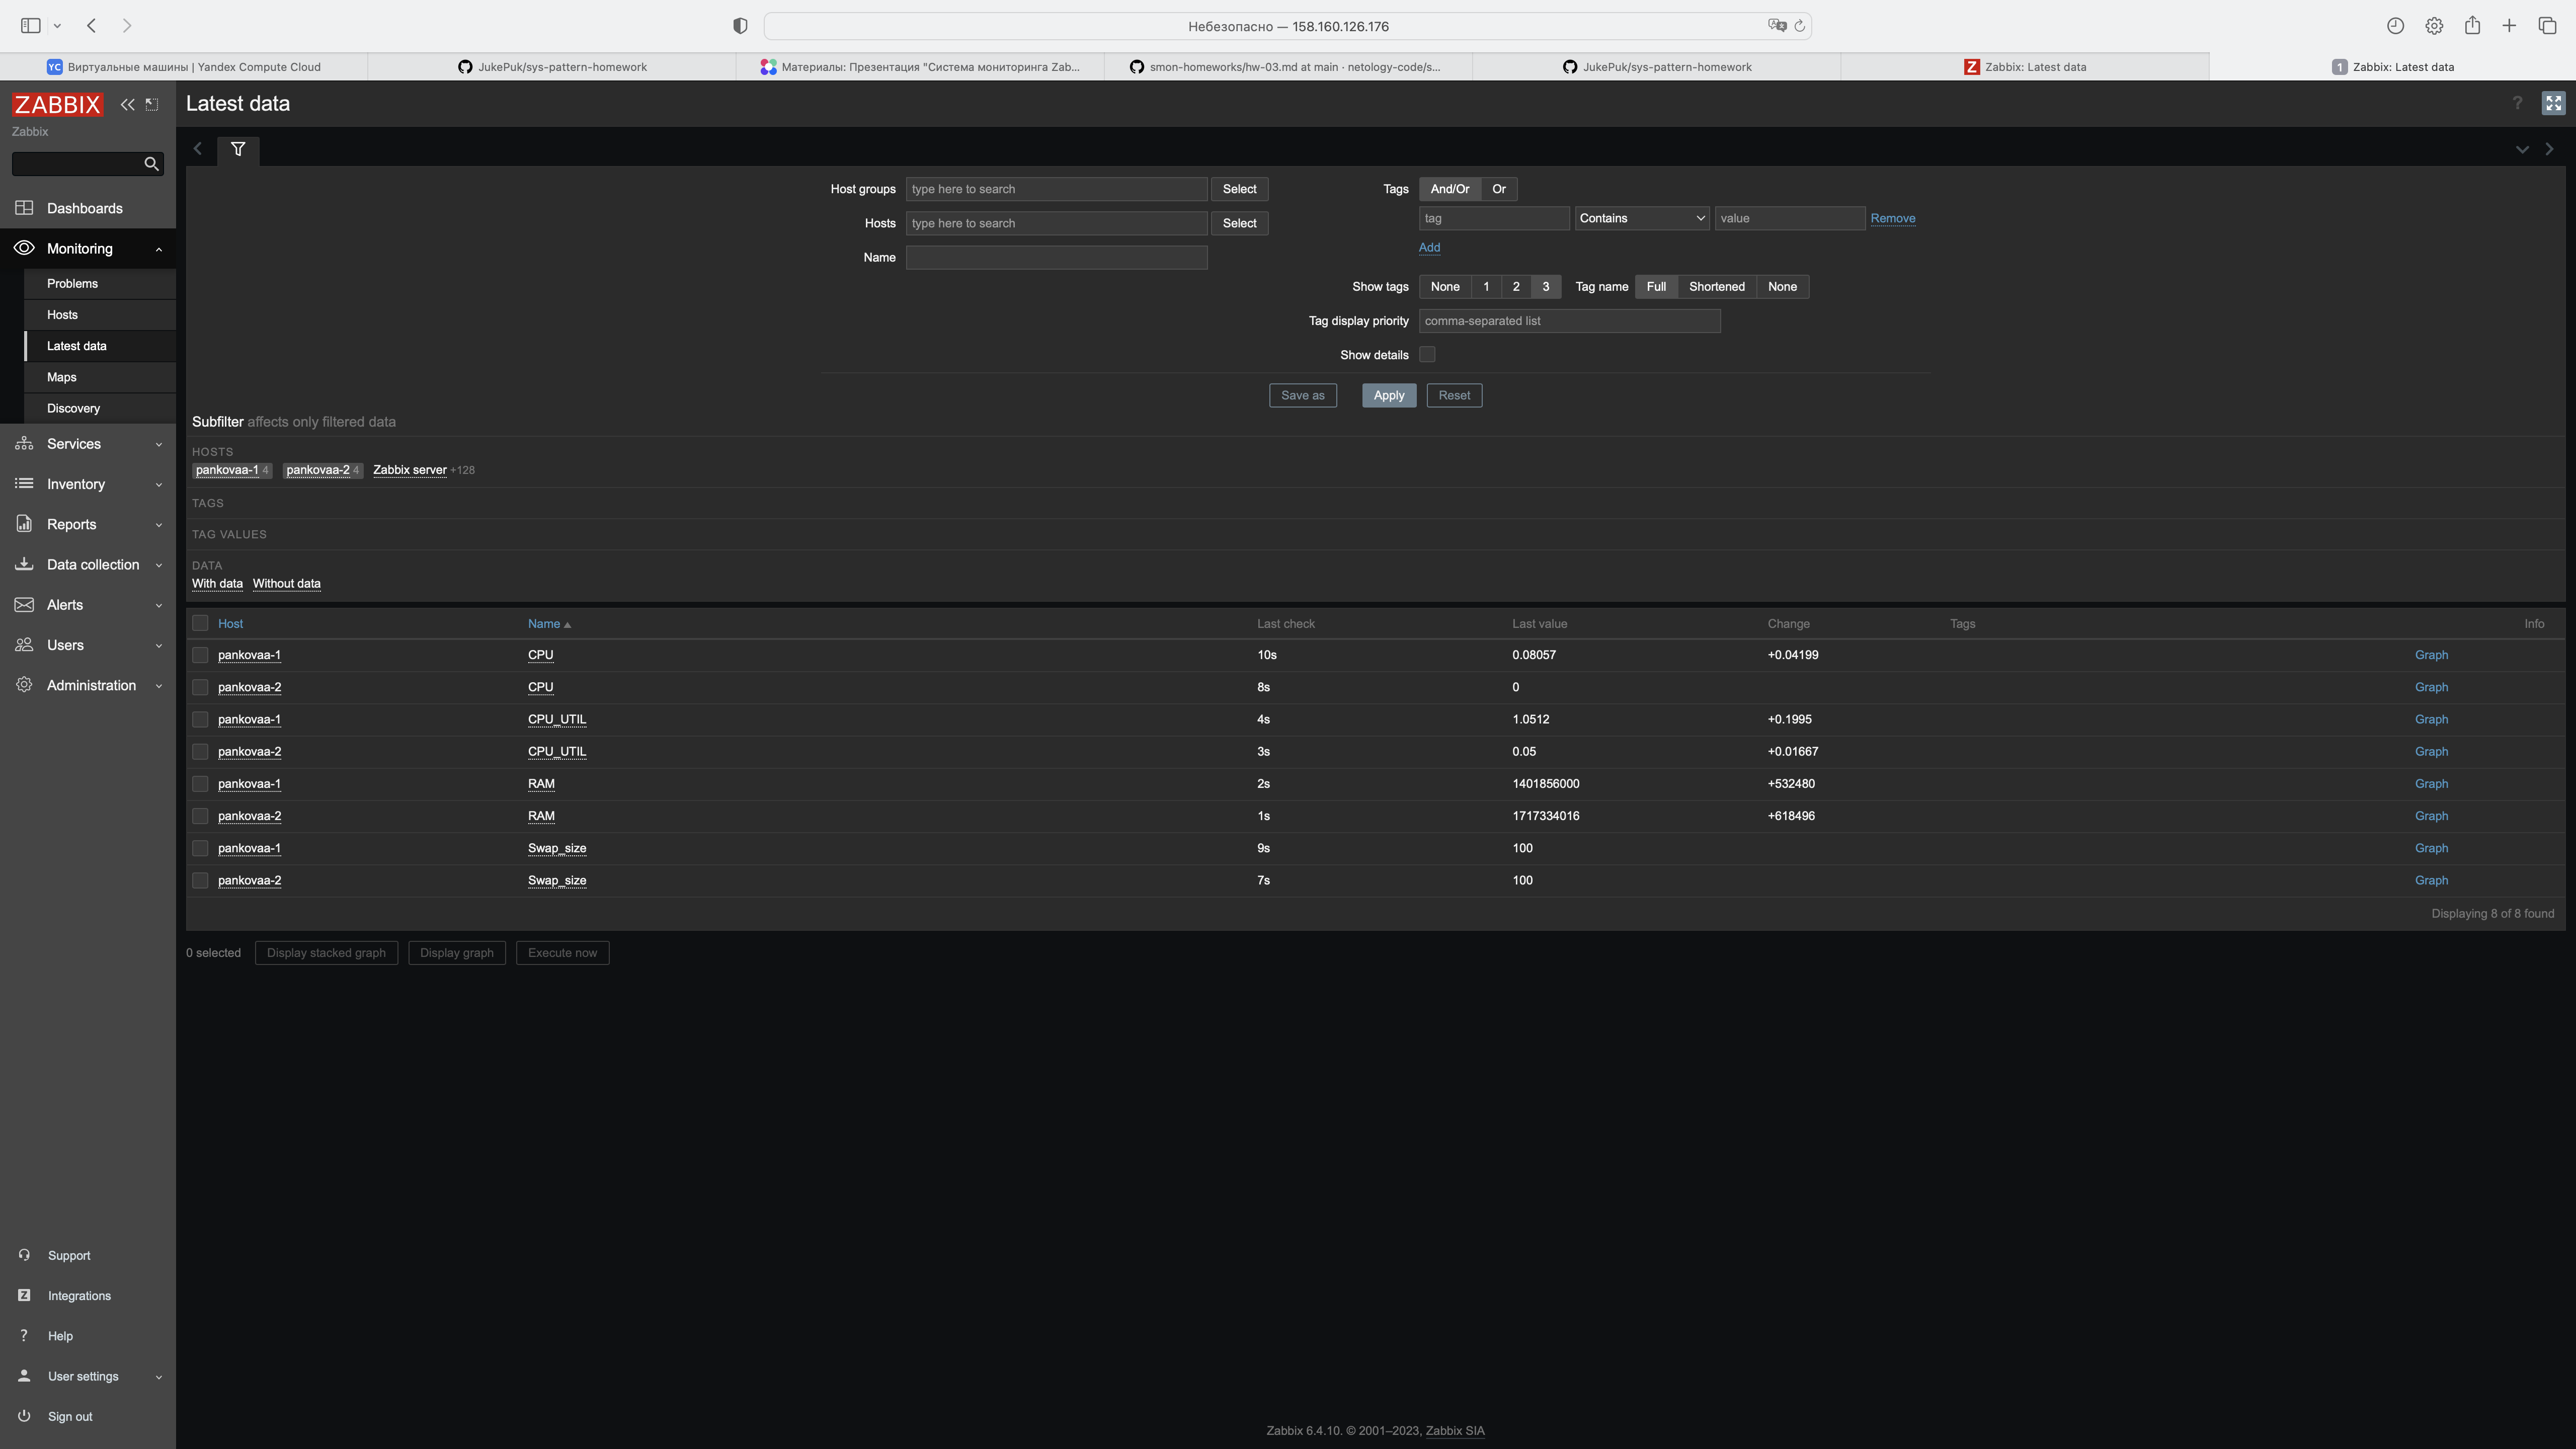 Небезопасно — 158.160.126.176
YC Виртуальные машины | Yandex Compute Cloud
JukePuk/sys-pattern-homework
Материалы: Презентация "Система мониторинга Zab...
smon-homeworks/hw-03.md at main · netology-code/s...
JukePuk/sys-pattern-homework
Z Zabbix: Latest data
1 Zabbix: Latest data
ZABBIX
Zabbix
Dashboards
Monitoring
Problems
Hosts
Latest data
Maps
Discovery
Services
Inventory
Reports
Data collection
Alerts
Users
Administration
Support
Z Integrations
? Help
User settings
Sign out
Latest data
?
Host groups type here to search Select
Hosts type here to search Select
Name
Tags And/Or Or
tag Contains value Remove
Add
Show tags None 1 2 3 Tag name Full Shortened None
Tag display priority comma-separated list
Show details
Save as Apply Reset
Subfilter affects only filtered data
HOSTS
pankovaa-1 4 pankovaa-2 4 Zabbix server +128
TAGS
TAG VALUES
DATA
With data Without data
Host Name Last check Last value Change Tags Info
pankovaa-1 CPU 10s 0.08057 +0.04199 Graph
pankovaa-2 CPU 8s 0 Graph
pankovaa-1 CPU_UTIL 4s 1.0512 +0.1995 Graph
pankovaa-2 CPU_UTIL 3s 0.05 +0.01667 Graph
pankovaa-1 RAM 2s 1401856000 +532480 Graph
pankovaa-2 RAM 1s 1717334016 +618496 Graph
pankovaa-1 Swap_size 9s 100 Graph
pankovaa-2 Swap_size 7s 100 Graph
Displaying 8 of 8 found
0 selected Display stacked graph Display graph Execute now
Zabbix 6.4.10. © 2001–2023, Zabbix SIA